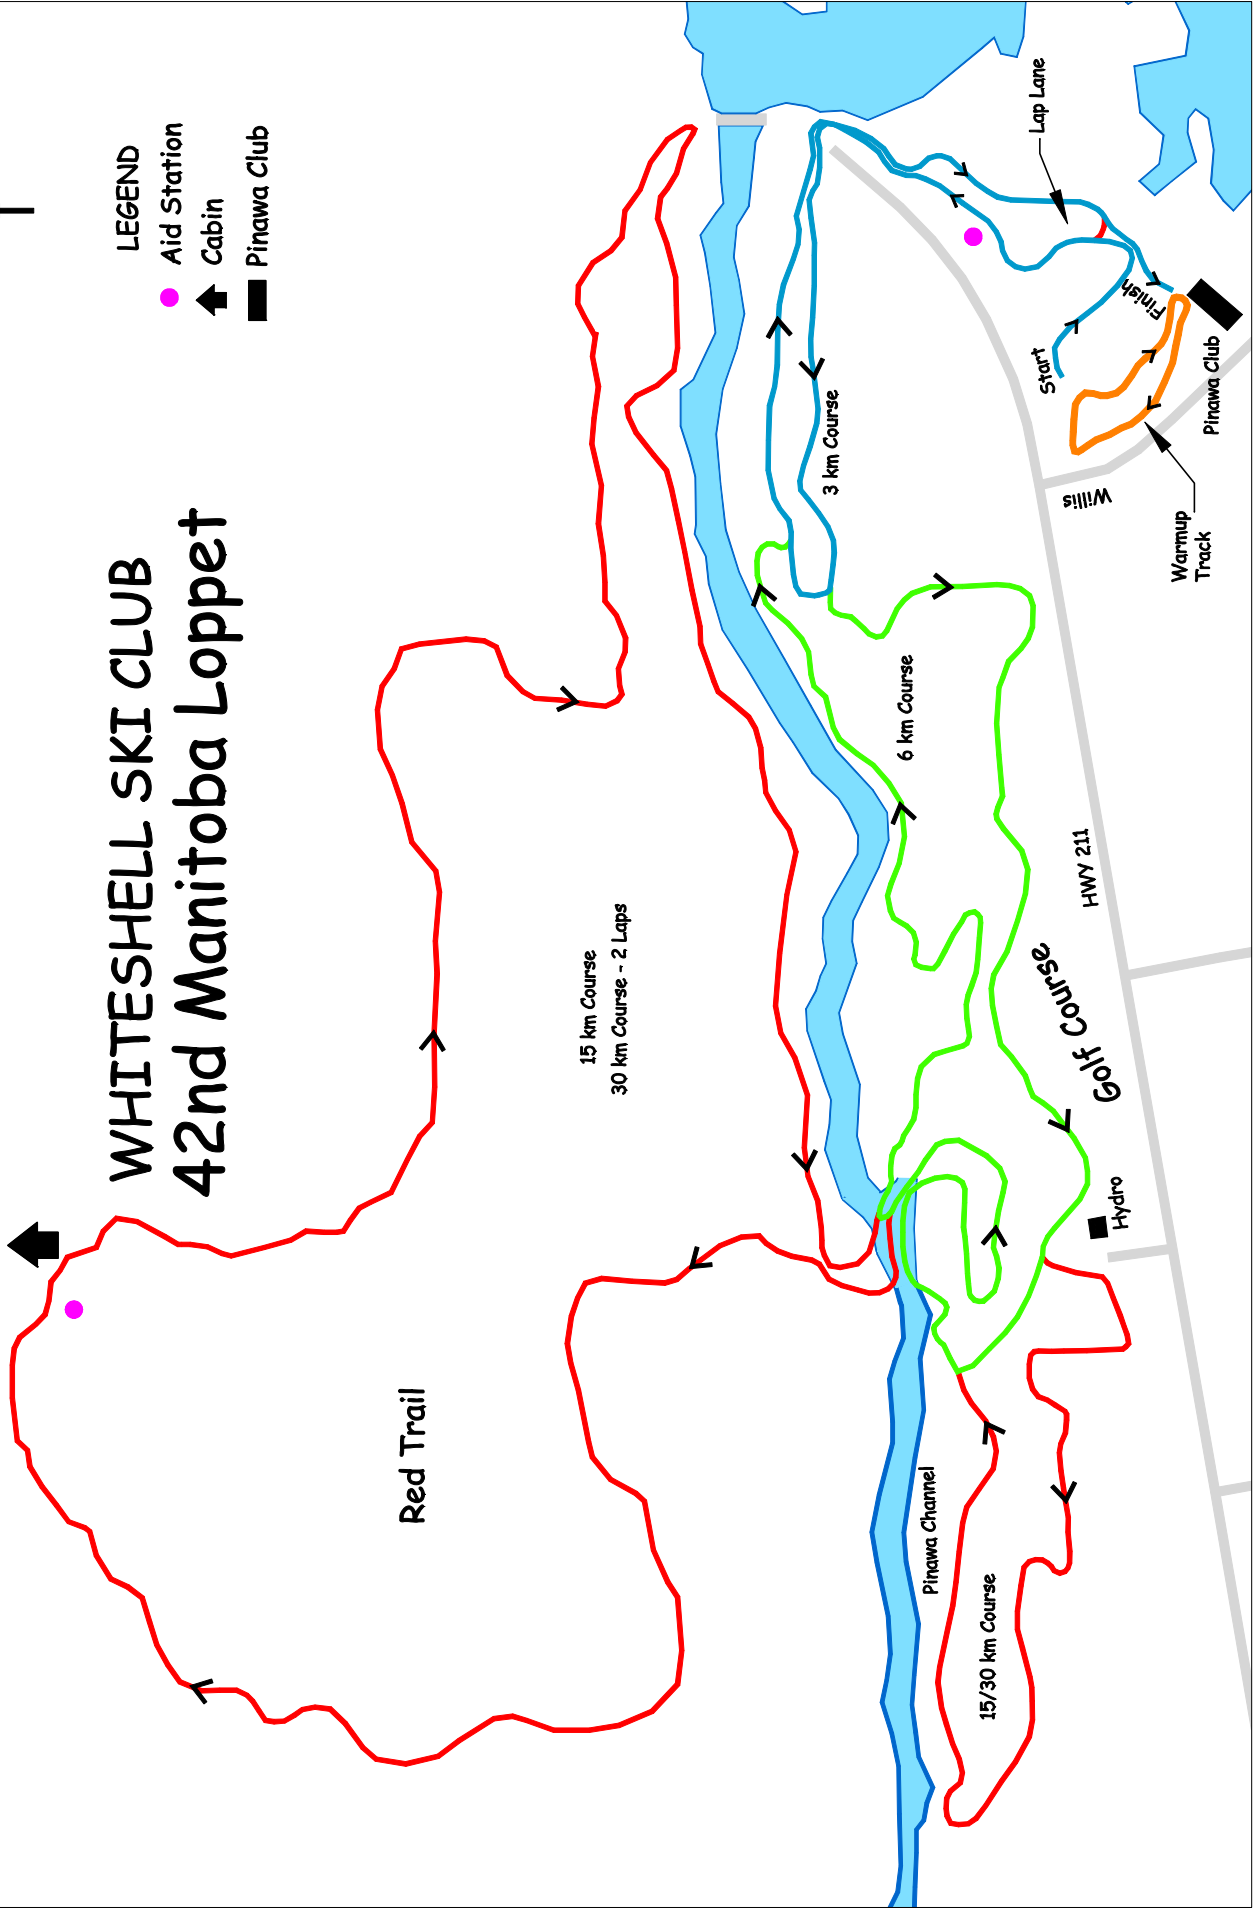 WHITESHELL SKI CLUB
42nd Manitoba Loppet
LEGEND
Aid Station
Cabin
Pinawa Club
Red Trail
15 km Course
30 km Course - 2 Laps
Pinawa Channel
15/30 km Course
6 km Course
3 km Course
Golf Course
HWY 211
Hydro
Willis
Warmup
Track
Start
Finish
Lap Lane
Pinawa Club